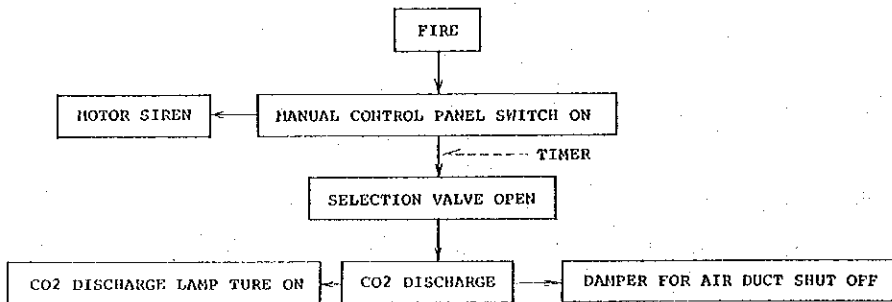 FIRE
MOTOR SIREN
MANUAL CONTROL PANEL SWITCH ON
TIMER
SELECTION VALVE OPEN
CO2 DISCHARGE LAMP TURE ON
CO2 DISCHARGE
DAMPER FOR AIR DUCT SHUT OFF